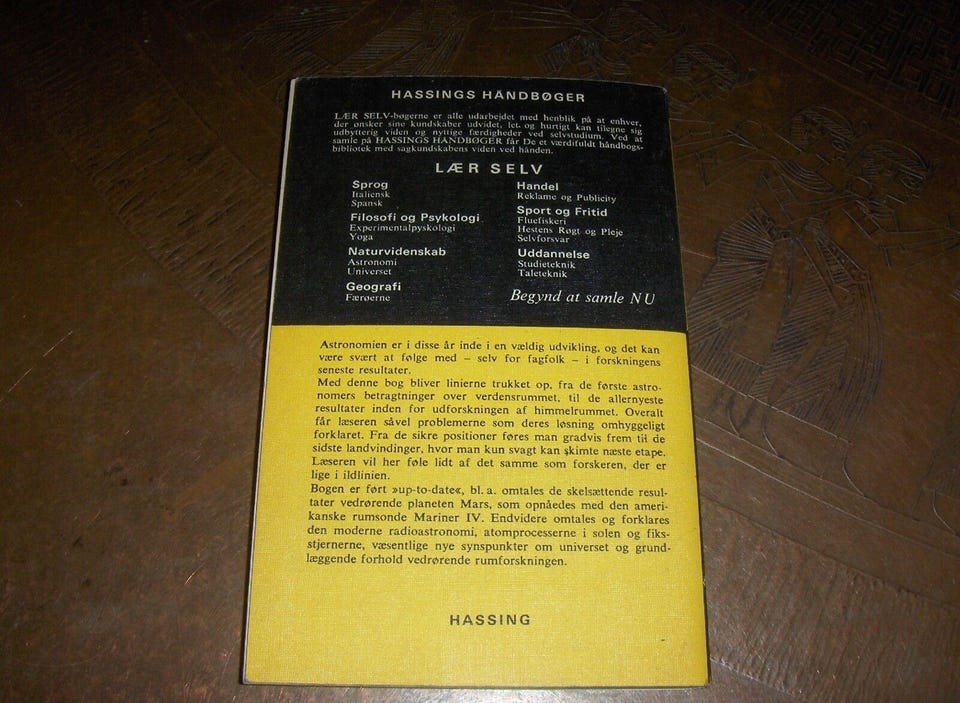 HASSINGS HÅNDBØGER
LÆR SELV-bøgerne er alle udarbejdet med henblik på at enhver,
der ønsker sine kundskaber udvidet, let- og hurtigt kan tilegne sig
udbytterig viden og nyttige færdigheder ved selvstudium. Ved at
samle på HASSINGS HÅNDBØGER får De et værdifuldt håndbogs-
bibliotek med sagkundskabens viden ved hånden.
LÆR SELV
Sprog
Italiensk
Spansk
Filosofi og Psykologi
Experimentalpyskologi
Yoga
Naturvidenskab
Astronomi
Universet
Geografi
Færøerne
Handel
Reklame og Publicity
Sport og Fritid
Fluefiskeri
Hestens Røgt og Pleje
Selvforsvar
Uddannelse
Studieteknik
Taleteknik
Begynd at samle NU
Astronomien er i disse år inde i en vældig udvikling, og det kan
være svært at følge med – selv for fagfolk – i forskningens
seneste resultater.
Med denne bog bliver linierne trukket op, fra de første astro-
nomers betragtninger over verdensrummet, til de allernyeste
resultater inden for udforskningen af himmelrummet. Overalt
får læseren såvel problemerne som deres løsning omhyggeligt
forklaret. Fra de sikre positioner føres man gradvis frem til de
sidste landvindinger, hvor man kun svagt kan skimte næste etape.
Læseren vil her føle lidt af det samme som forskeren, der er
lige i ildlinien.
Bogen er ført »up-to-date«, bl. a. omtales de skelsættende resul-
tater vedrørende planeten Mars, som opnåedes med den ameri-
kanske rumsonde Mariner IV. Endvidere omtales og forklares
den moderne radioastronomi, atomprocesserne i solen og fiks-
stjernerne, væsentlige nye synspunkter om universet og grund-
læggende forhold vedrørende rumforskningen.
HASSING